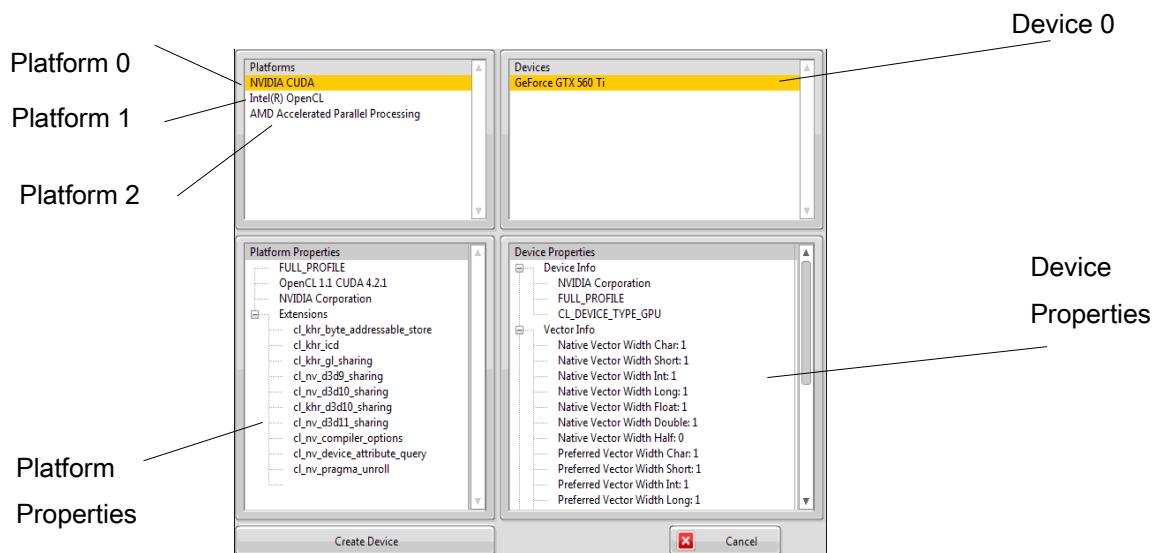 Device 0
Platform 0
Platform 1
Platform 2
Platforms
NVIDIA CUDA
Intel(R) OpenCL
AMD Accelerated Parallel Processing
Devices
GeForce GTX 560 Ti
Platform Properties
FULL_PROFILE
OpenCL 1.1 CUDA 4.2.1
NVIDIA Corporation
Extensions
cl_khr_byte_addressable_store
cl_khr_icd
cl_khr_gl_sharing
cl_nv_d3d9_sharing
cl_nv_d3d10_sharing
cl_khr_d3d10_sharing
cl_nv_d3d11_sharing
cl_nv_compiler_options
cl_nv_device_attribute_query
cl_nv_pragma_unroll
Device Properties
Device Info
NVIDIA Corporation
FULL_PROFILE
CL_DEVICE_TYPE_GPU
Vector Info
Native Vector Width Char: 1
Native Vector Width Short: 1
Native Vector Width Int: 1
Native Vector Width Long: 1
Native Vector Width Float: 1
Native Vector Width Double: 1
Native Vector Width Half: 0
Preferred Vector Width Char: 1
Preferred Vector Width Short: 1
Preferred Vector Width Int: 1
Preferred Vector Width Long: 1
Device
Properties
Platform
Properties
Create Device
Cancel